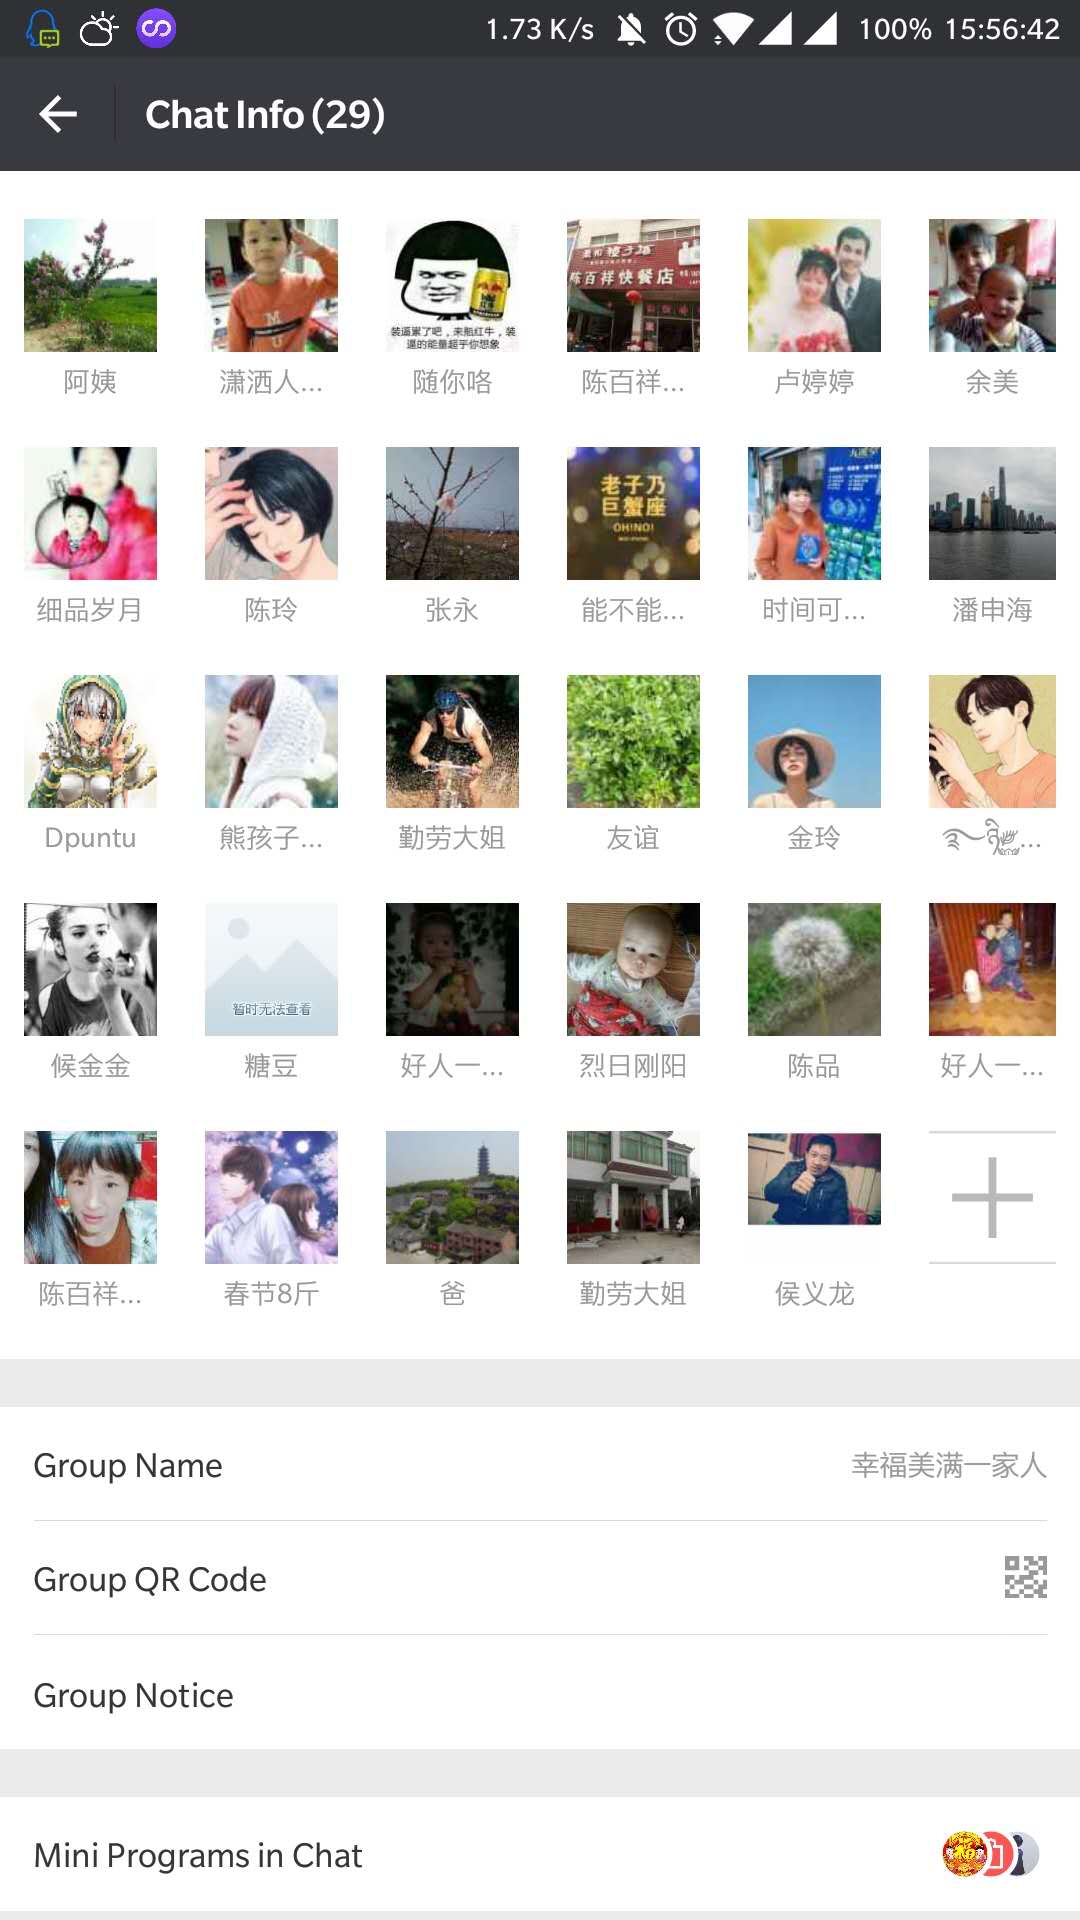 1.73 K/s 100% 15:56:42
Chat Info (29)
装逼累了吧，来瓶红牛，装
逼的能量超乎你想象
陈百祥快餐店
阿姨 潇洒人... 随你咯 陈百祥... 卢婷婷 余美
老子乃
巨蟹座
OH!NO!
细品岁月 陈玲 张永 能不能... 时间可... 潘申海
Dpuntu 熊孩子... 勤劳大姐 友谊 金玲
暂时无法查看
候金金 糖豆 好人一... 烈日刚阳 陈品 好人一...
陈百祥... 春节8斤 爸 勤劳大姐 侯义龙
Group Name 幸福美满一家人
Group QR Code
Group Notice
Mini Programs in Chat